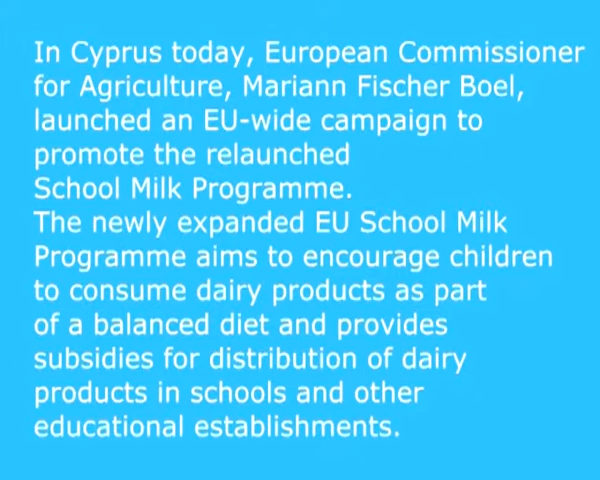 In Cyprus today, European Commissioner
for Agriculture, Mariann Fischer Boel,
launched an EU-wide campaign to
promote the relaunched
School Milk Programme.
The newly expanded EU School Milk
Programme aims to encourage children
to consume dairy products as part
of a balanced diet and provides
subsidies for distribution of dairy
products in schools and other
educational establishments.